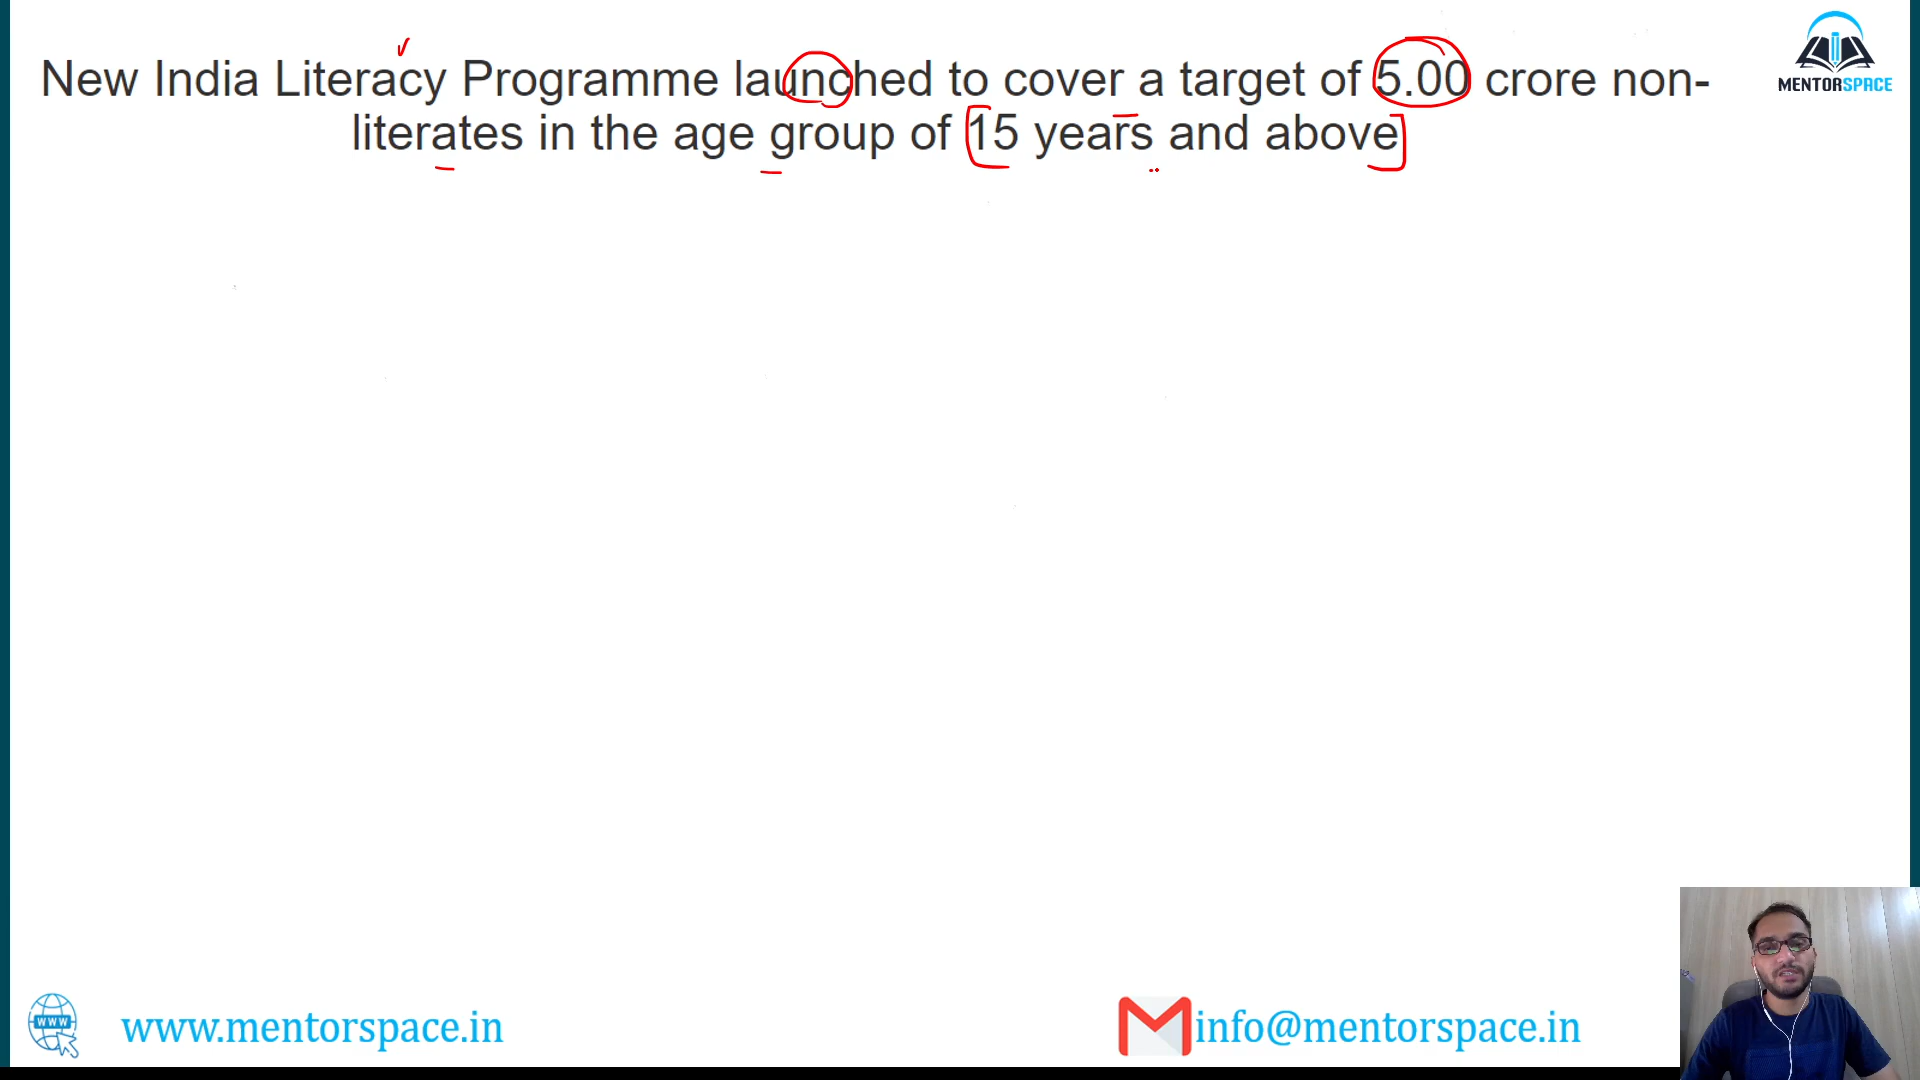 New India Literacy Programme launched to cover a target of 5.00 crore non-
literates in the age group of 15 years and above
MENTORSPACE
WWW
www.mentorspace.in
info@mentorspace.in